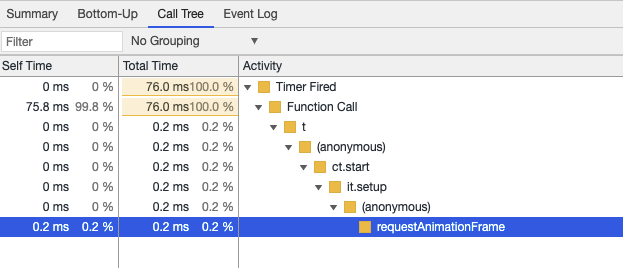 Summary Bottom-Up Call Tree Event Log
Filter No Grouping ▼
Self Time Total Time Activity
0 ms 0 % 76.0 ms 100.0 % ▼ Timer Fired
75.8 ms 99.8 % 76.0 ms 100.0 % ▼ Function Call
0 ms 0 % 0.2 ms 0.2 % ▼ t
0 ms 0 % 0.2 ms 0.2 % ▼ (anonymous)
0 ms 0 % 0.2 ms 0.2 % ▼ ct.start
0 ms 0 % 0.2 ms 0.2 % ▼ it.setup
0 ms 0 % 0.2 ms 0.2 % ▼ (anonymous)
0.2 ms 0.2 % 0.2 ms 0.2 % requestAnimationFrame